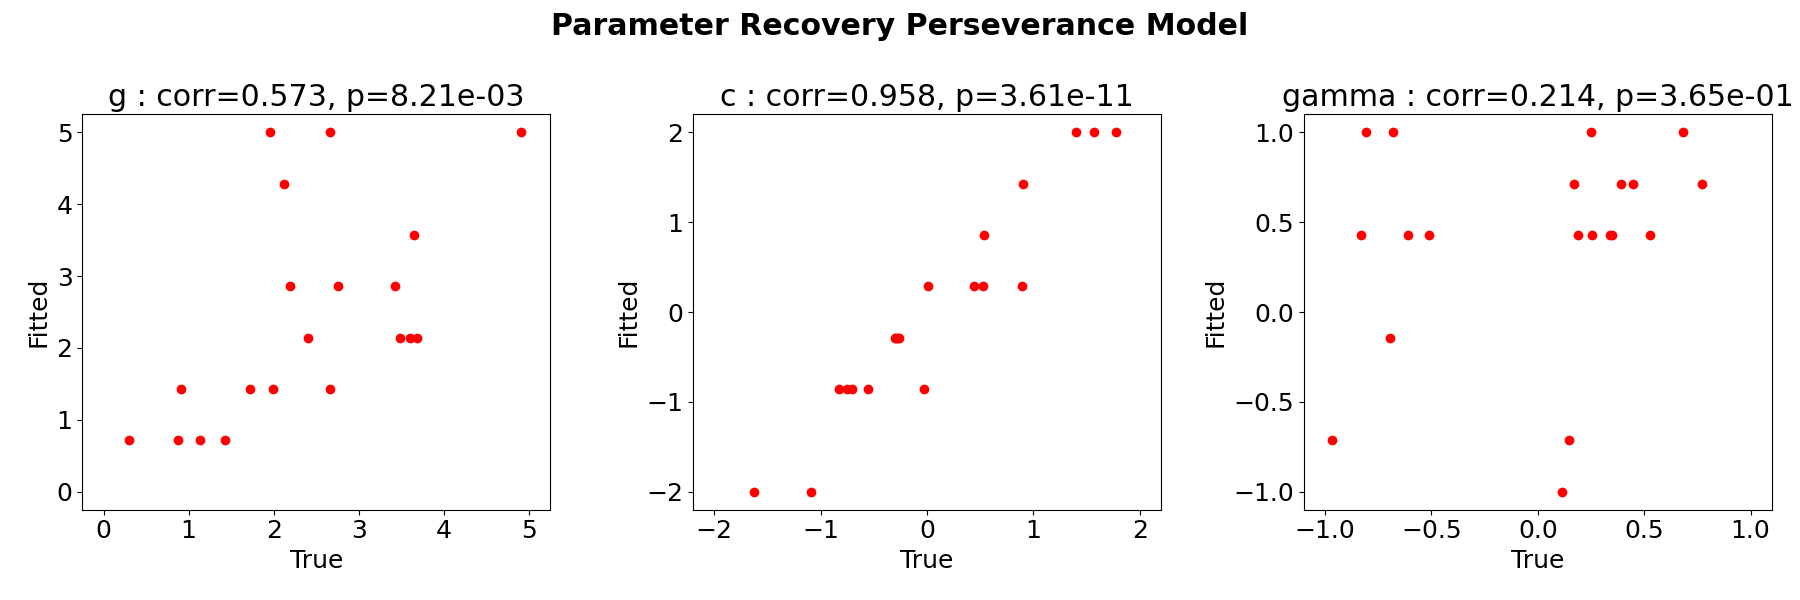 Parameter Recovery Perseverance Model
g : corr=0.573, p=8.21e-03
c : corr=0.958, p=3.61e-11
gamma : corr=0.214, p=3.65e-01
5
4
3
2
1
0
Fitted
0 1 2 3 4 5
True
2
1
0
−1
−2
Fitted
−2 −1 0 1 2
True
1.0
0.5
0.0
−0.5
−1.0
Fitted
−1.0 −0.5 0.0 0.5 1.0
True